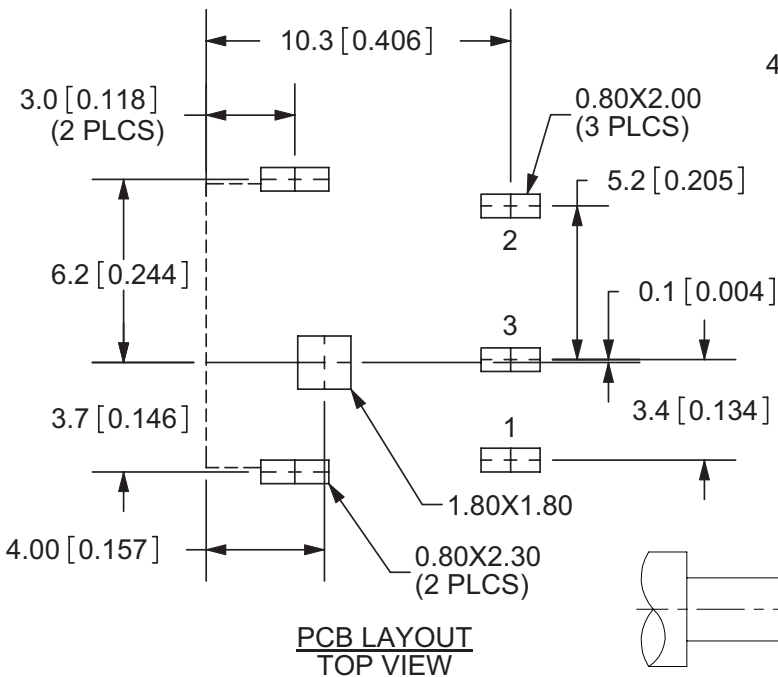 10.3 [0.406]
4
3.0 [0.118]
(2 PLCS)
0.80X2.00
(3 PLCS)
5.2 [0.205]
2
6.2 [0.244]
0.1 [0.004]
3
3.7 [0.146]
3.4 [0.134]
1
1.80X1.80
4.00 [0.157]
0.80X2.30
(2 PLCS)
PCB LAYOUT
TOP VIEW